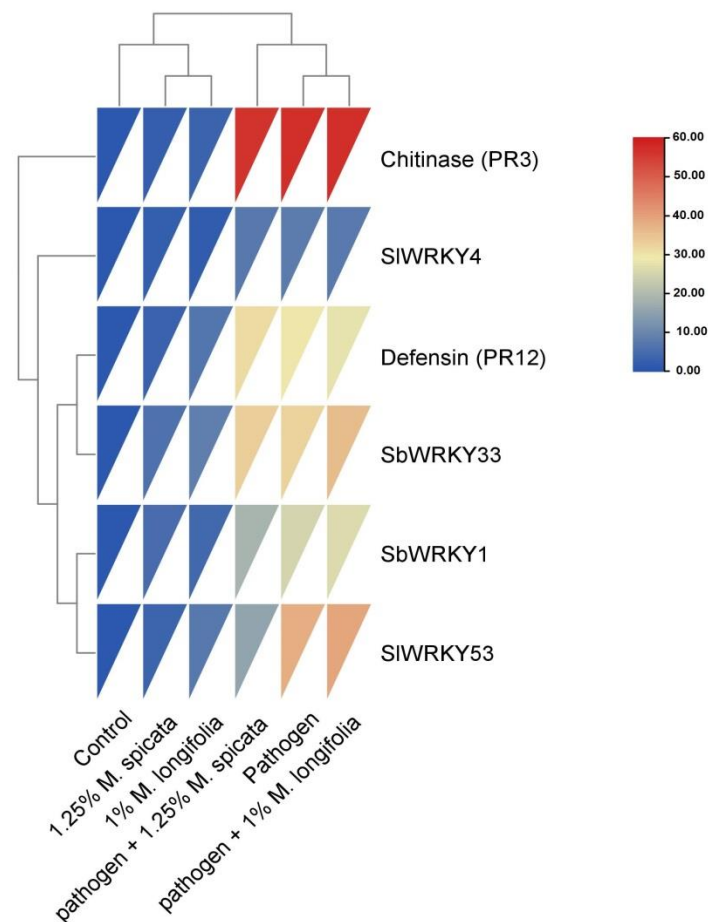 Chitinase (PR3)
SlWRKY4
Defensin (PR12)
SbWRKY33
SbWRKY1
SlWRKY53
60.00
50.00
40.00
30.00
20.00
10.00
0.00
Control
1.25% M. spicata
1% M. longifolia
pathogen + 1.25% M. spicata
Pathogen
pathogen + 1% M. longifolia